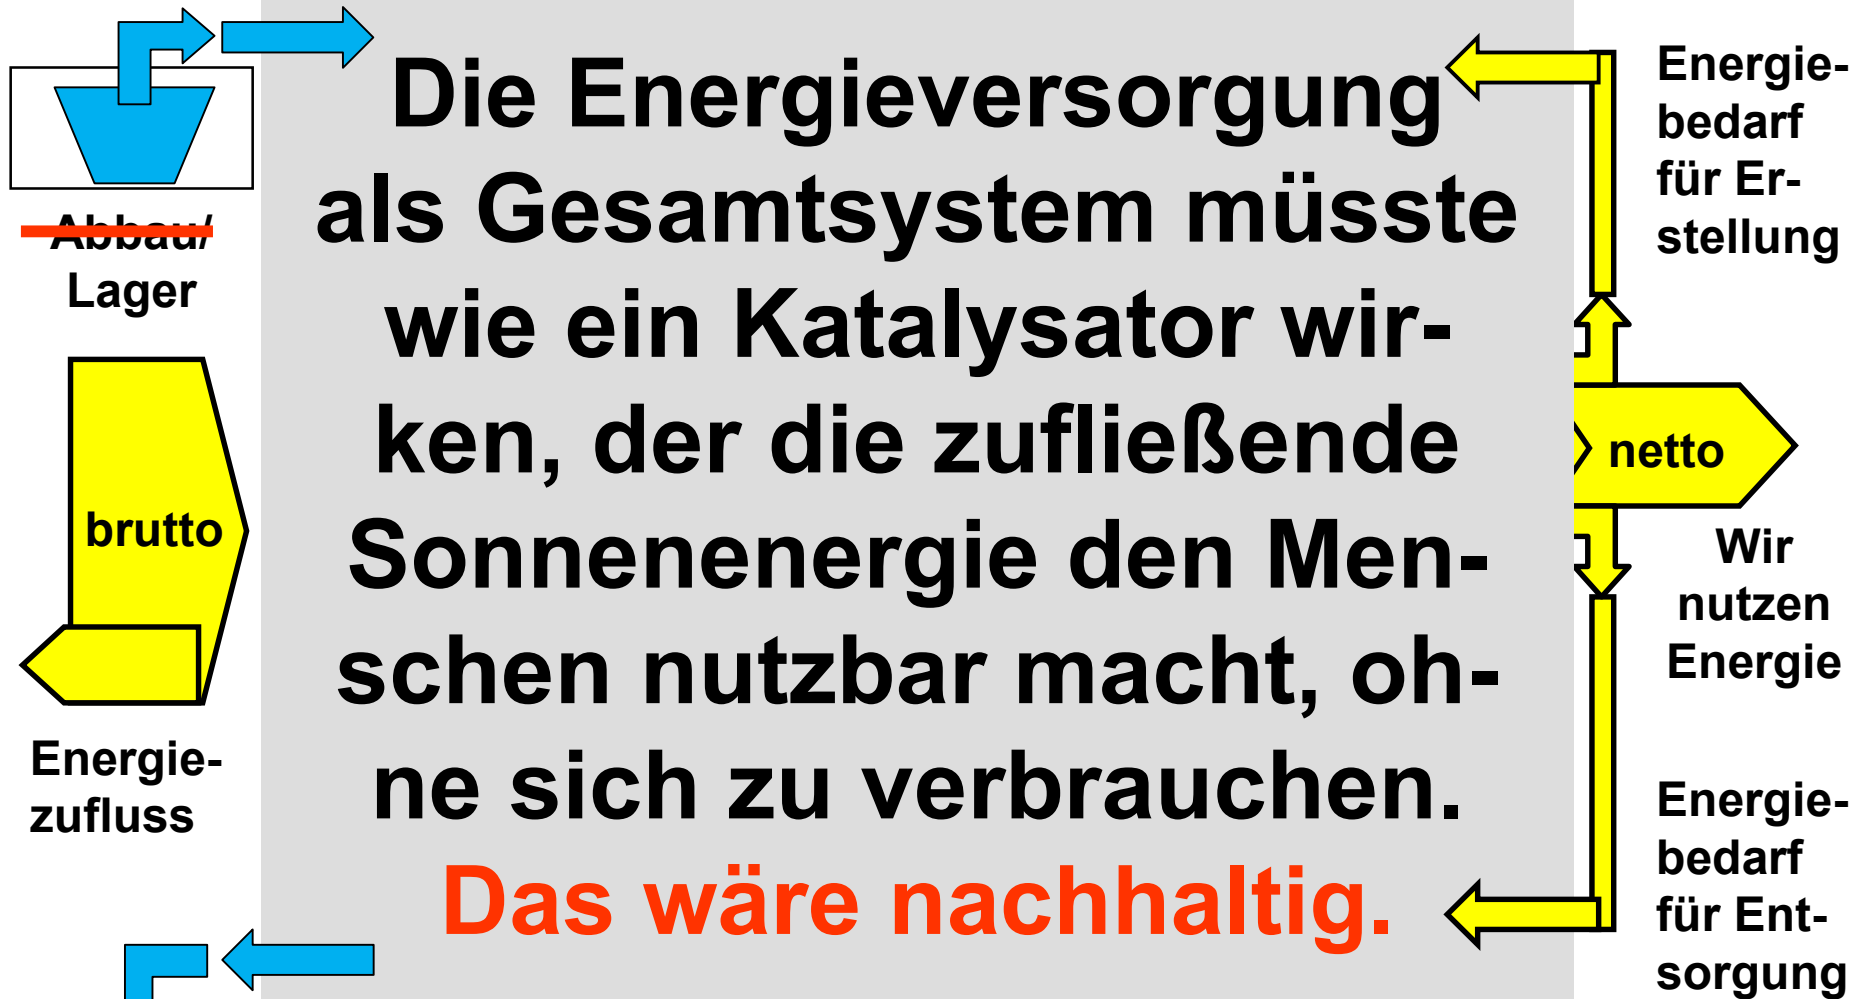 Abbau/
Lager
brutto
Energie-
zufluss
Die Energieversorgung
als Gesamtsystem müsste
wie ein Katalysator wir-
ken, der die zufließende
Sonnenenergie den Men-
schen nutzbar macht, oh-
ne sich zu verbrauchen.
Das wäre nachhaltig.
Energie-
bedarf
für Er-
stellung
netto
Wir
nutzen
Energie
Energie-
bedarf
für Ent-
sorgung